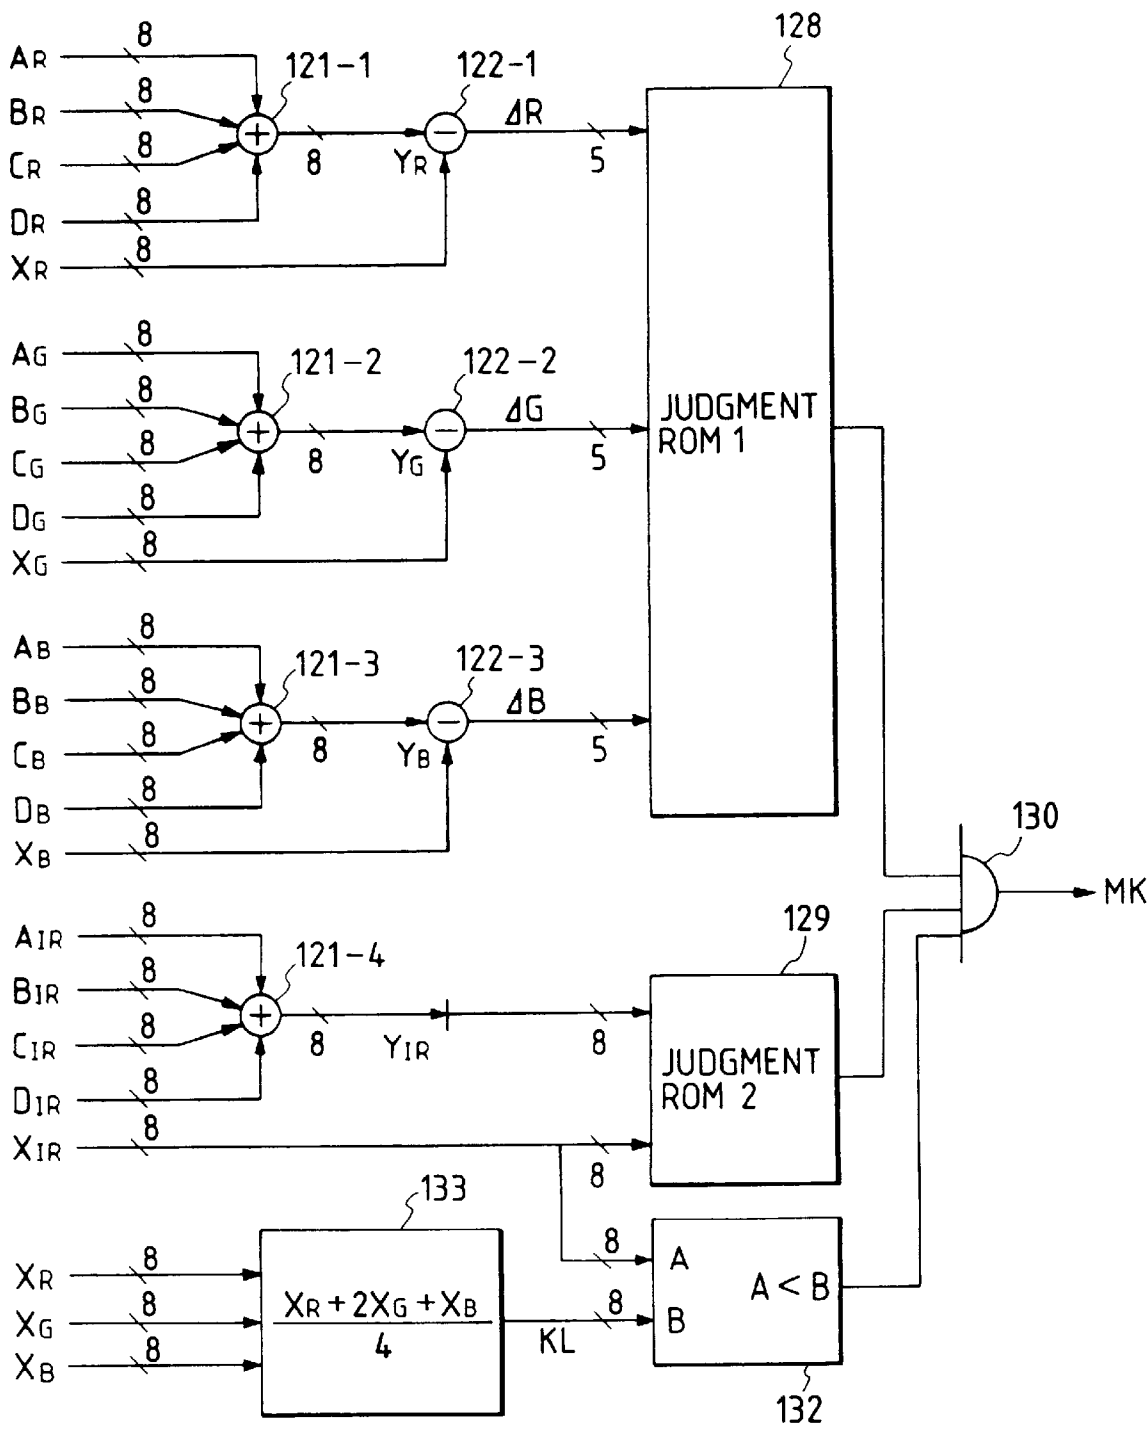 128
AR 8
121-1
122-1
BR 8
ΔR
CR 8
8
YR
5
DR 8
XR 8
AG 8
121-2
122-2
BG 8
ΔG
JUDGMENT
ROM 1
CG 8
8
YG
5
DG 8
XG 8
AB 8
121-3
122-3
BB 8
ΔB
CB 8
8
YB
5
DB 8
XB 8
130
MK
AIR 8
121-4
129
BIR 8
CIR 8
8
YIR
8
JUDGMENT
ROM 2
DIR 8
XIR 8
8
133
XR 8
XG 8
XB 8
XR + 2XG + XB
4
KL
8
8
A
B
A < B
132